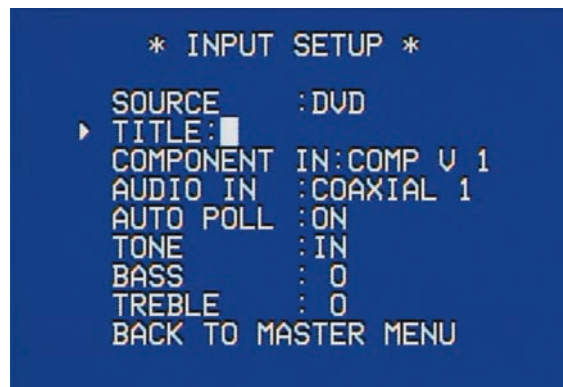 * INPUT SETUP *
SOURCE :DVD
TITLE:
COMPONENT IN:COMP V 1
AUDIO IN :COAXIAL 1
AUTO POLL :ON
TONE :IN
BASS : 0
TREBLE : 0
BACK TO MASTER MENU